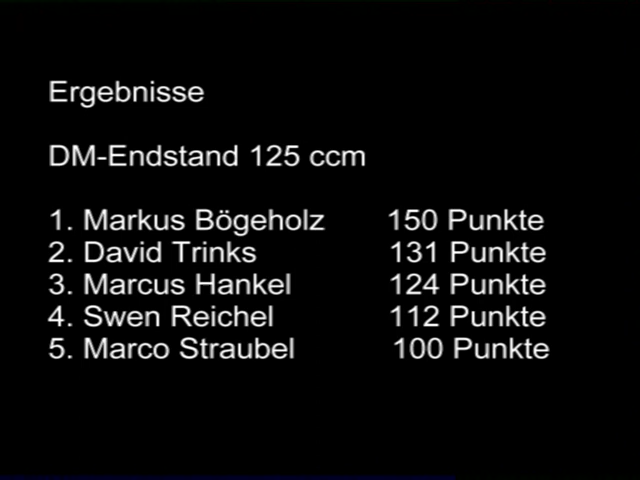 Ergebnisse
DM-Endstand 125 ccm
1. Markus Bögeholz 150 Punkte
2. David Trinks 131 Punkte
3. Marcus Hankel 124 Punkte
4. Swen Reichel 112 Punkte
5. Marco Straubel 100 Punkte